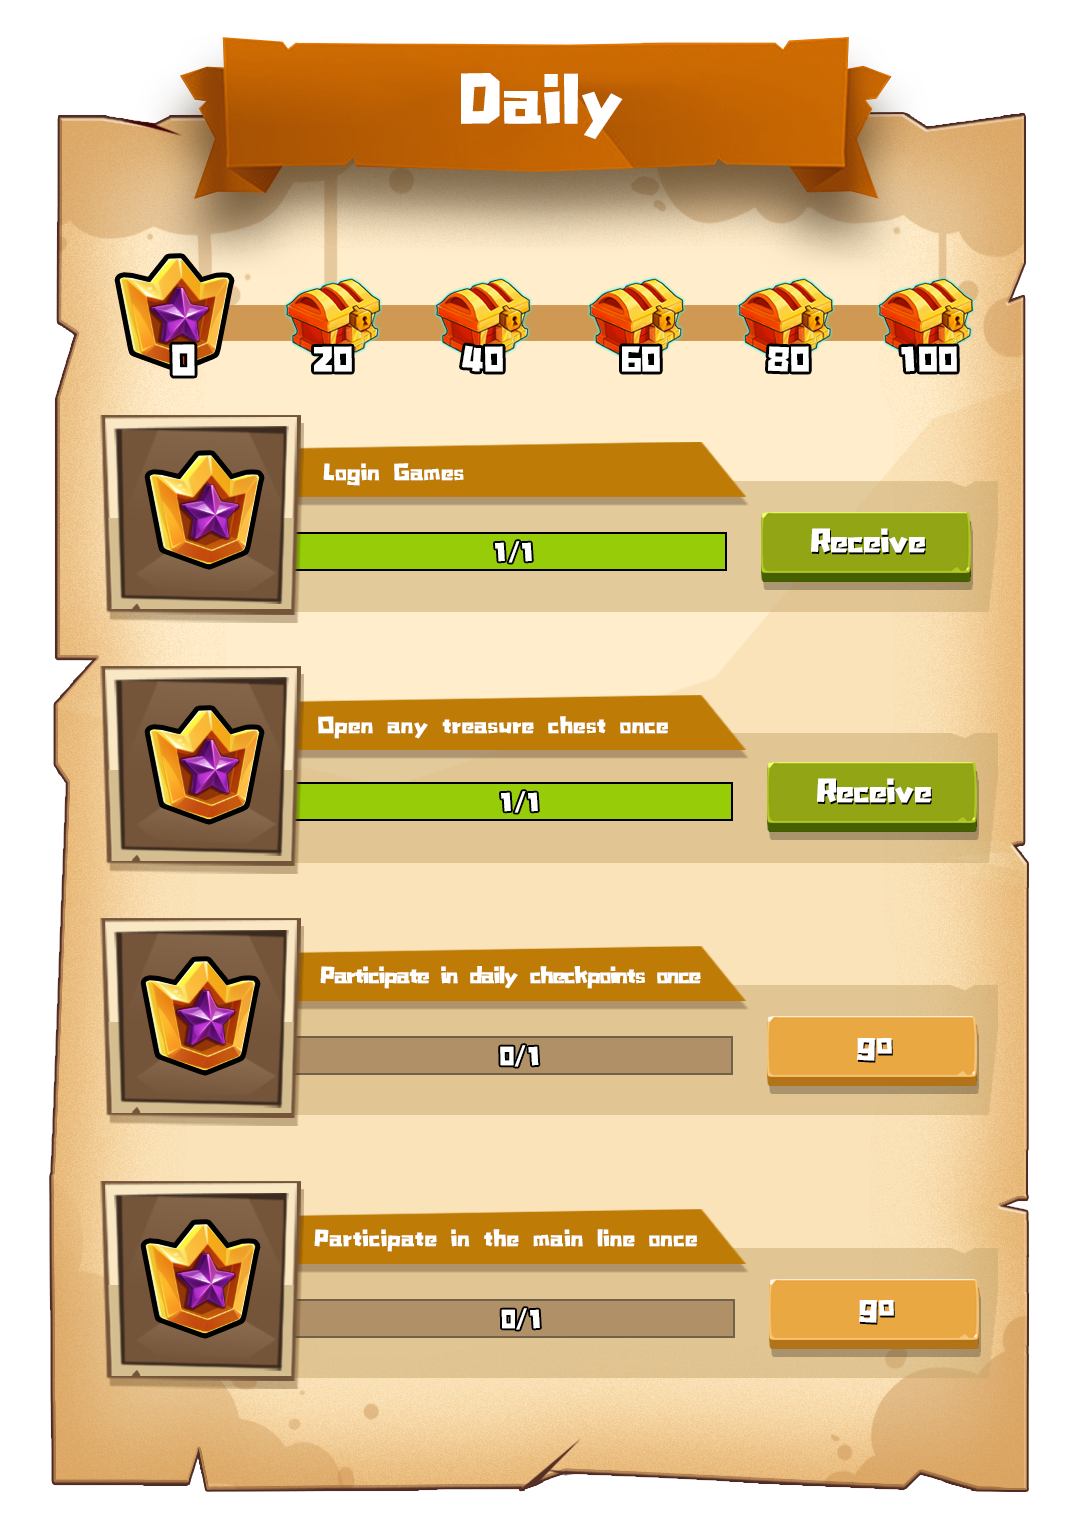 Daily
0 20 40 60 80 100
Login Games
1/1
Receive
Open any treasure chest once
1/1
Receive
Participate in daily checkpoints once
0/1
go
Participate in the main line once
0/1
go